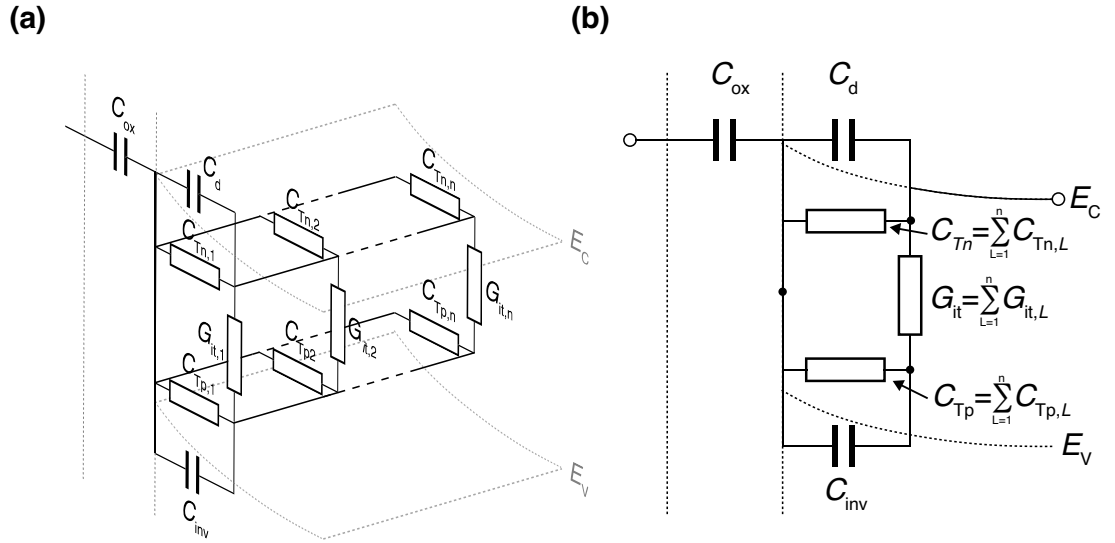 (a)
C_ox
C_d
C_Tn,1
C_Tn,2
C_Tn,n
E_C
G_it,1
G_it,2
G_it,n
C_Tp,1
C_Tp2
C_Tp,n
E_V
C_inv
(b)
C_ox
C_d
E_C
C_Tn=∑_{L=1}^{n} C_Tn,L
G_it=∑_{L=1}^{n} G_it,L
C_Tp=∑_{L=1}^{n} C_Tp,L
E_V
C_inv